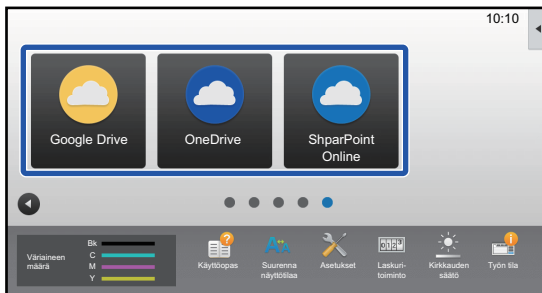 10:10
Google Drive
OneDrive
ShparPoint
Online
Väriaineen
määrä
Bk
C
M
Y
Käyttöopas
Suurenna
näyttötilaa
Asetukset
Laskuri-
toiminto
Kirkkauden
säätö
Työn tila